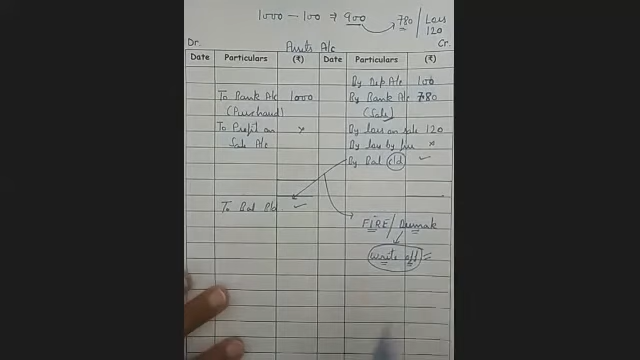 1000 - 100 ⇒ 900
780 / Loss
120
Dr. Assets A/c Cr.
Date Particulars (₹) Date Particulars (₹)
By Dep A/c 100
To Bank A/c 1000 By Bank A/c 780
(Purchased) (Sales)
To Profit on × By loss on sale 120
Sale A/c By loss by fire ×
By Bal c/d ✓
To Bal b/d ✓
FIRE /
write off =